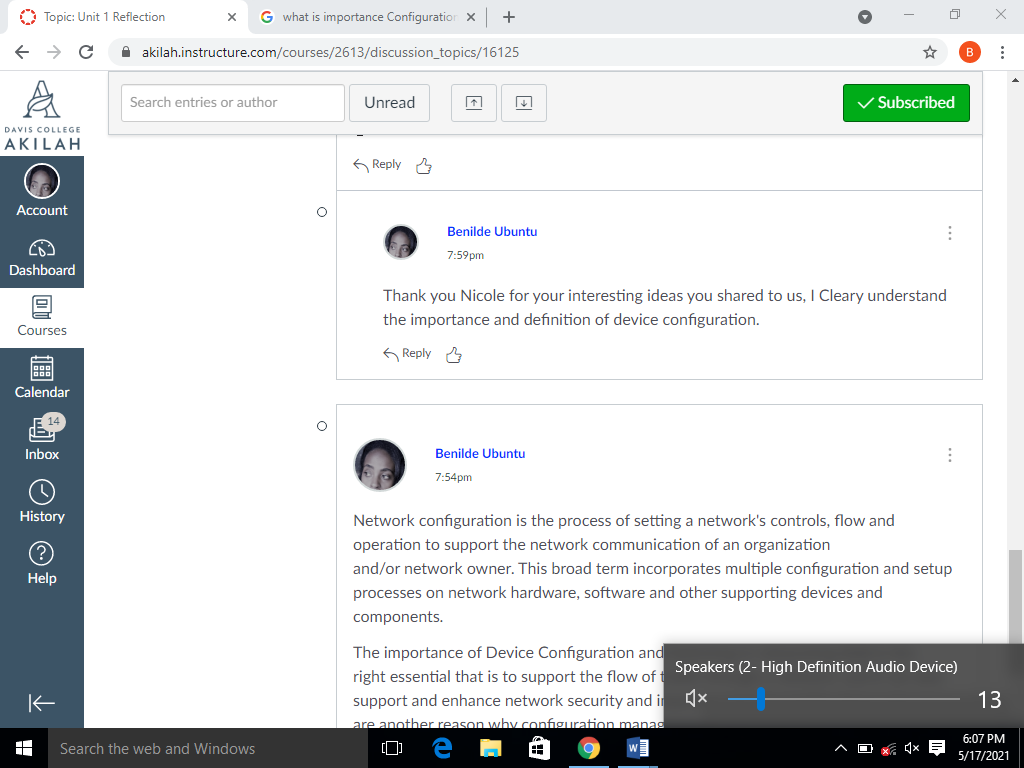 Topic: Unit 1 Reflection
what is importance Configuration
akilah.instructure.com/courses/2613/discussion_topics/16125
B
DAVIS COLLEGE
AKILAH
Account
Dashboard
Courses
Calendar
14
Inbox
History
Help
Search entries or author
Unread
Subscribed
Reply
Benilde Ubuntu
7:59pm
Thank you Nicole for your interesting ideas you shared to us, I Cleary understand
the importance and definition of device configuration.
Reply
Benilde Ubuntu
7:54pm
Network configuration is the process of setting a network's controls, flow and
operation to support the network communication of an organization
and/or network owner. This broad term incorporates multiple configuration and setup
processes on network hardware, software and other supporting devices and
components.
The importance of Device Configuration and
right essential that is to support the flow of
support and enhance network security and
are another reason why configuration
Speakers (2- High Definition Audio Device)
13
Search the web and Windows
6:07 PM
5/17/2021